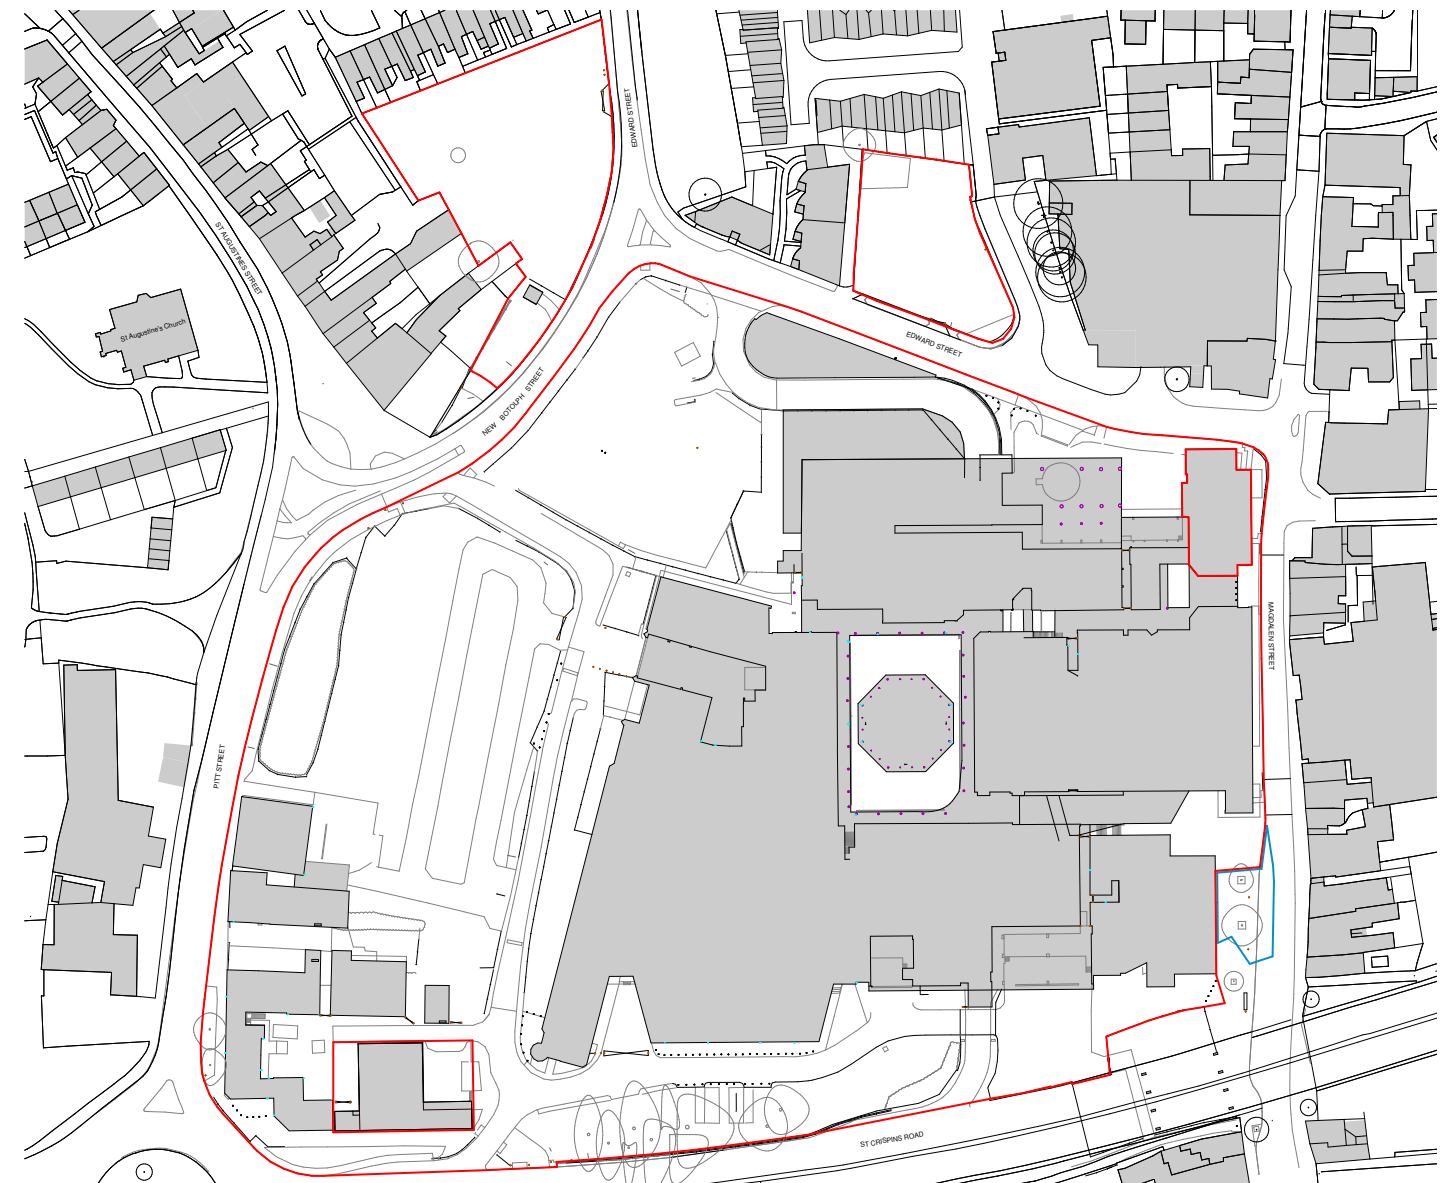 EDWARD STREET
ST AUGUSTINES STREET
St Augustine's Church
EDWARD STREET
NEW BOTOLPH STREET
MAGDALEN STREET
PITT STREET
ST CRISPINS ROAD